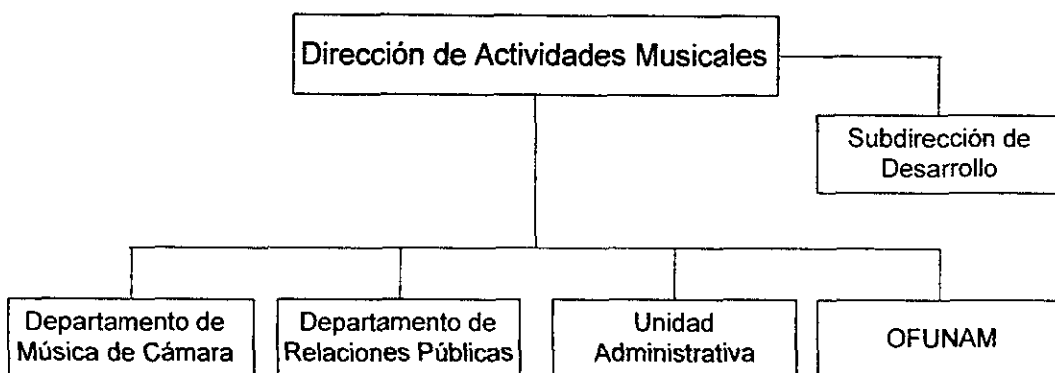 Dirección de Actividades Musicales
Subdirección de
Desarrollo
Departamento de
Música de Cámara
Departamento de
Relaciones Públicas
Unidad
Administrativa
OFUNAM